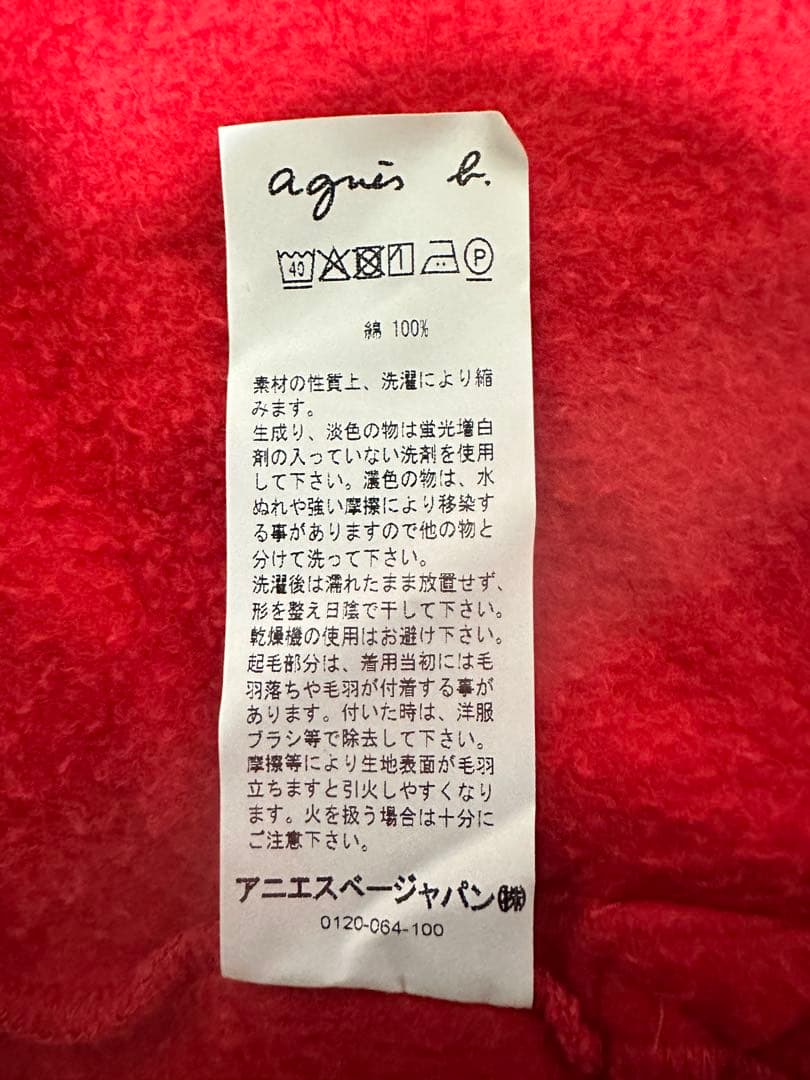 agnès b.
40 P
綿 100%
素材の性質上、洗濯により縮
みます。
生成り、淡色の物は蛍光増白
剤の入っていない洗剤を使用
して下さい。濃色の物は、水
ぬれや強い摩擦により移染す
る事がありますので他の物と
分けて洗って下さい。
洗濯後は濡れたまま放置せず、
形を整え日陰で干して下さい。
乾燥機の使用はお避け下さい。
起毛部分は、着用当初には毛
羽落ちや毛羽が付着する事が
あります。付いた時は、洋服
ブラシ等で除去して下さい。
摩擦等により生地表面が毛羽
立ちますと引火しやすくなり
ます。火を扱う場合は十分に
ご注意下さい。
アニエスベージャパン㈱
0120-064-100